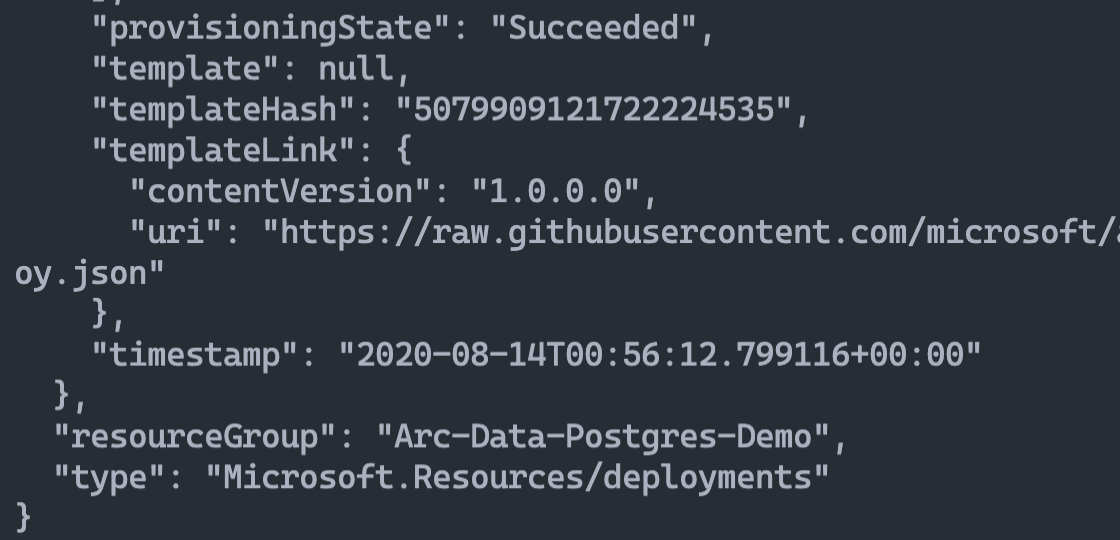 "provisioningState": "Succeeded",
"template": null,
"templateHash": "5079909121722224535",
"templateLink": {
"contentVersion": "1.0.0.0",
"uri": "https://raw.githubusercontent.com/microsoft/
oy.json"
},
"timestamp": "2020-08-14T00:56:12.799116+00:00"
},
"resourceGroup": "Arc-Data-Postgres-Demo",
"type": "Microsoft.Resources/deployments"
}